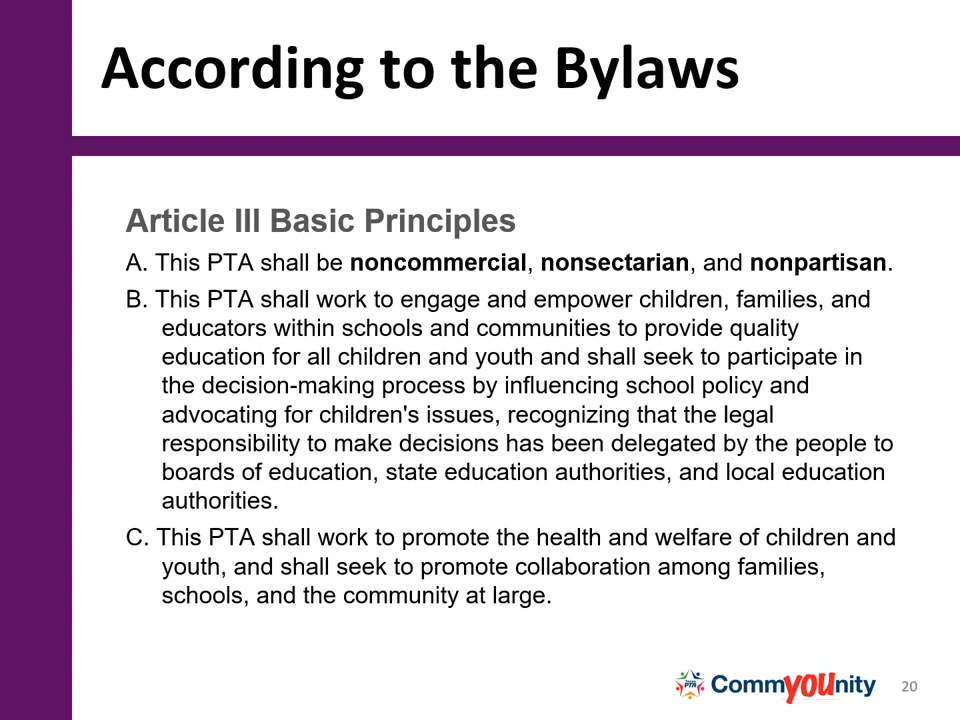 According to the Bylaws
Article III Basic Principles
A. This PTA shall be noncommercial, nonsectarian, and nonpartisan.
B. This PTA shall work to engage and empower children, families, and
educators within schools and communities to provide quality
education for all children and youth and shall seek to participate in
the decision-making process by influencing school policy and
advocating for children's issues, recognizing that the legal
responsibility to make decisions has been delegated by the people to
boards of education, state education authorities, and local education
authorities.
C. This PTA shall work to promote the health and welfare of children and
youth, and shall seek to promote collaboration among families,
schools, and the community at large.
PTA
CommYOUnity
20